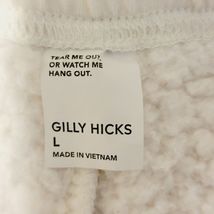 TEAR ME OUT
OR WATCH ME
HANG OUT.
GILLY HICKS
L
MADE IN VIETNAM